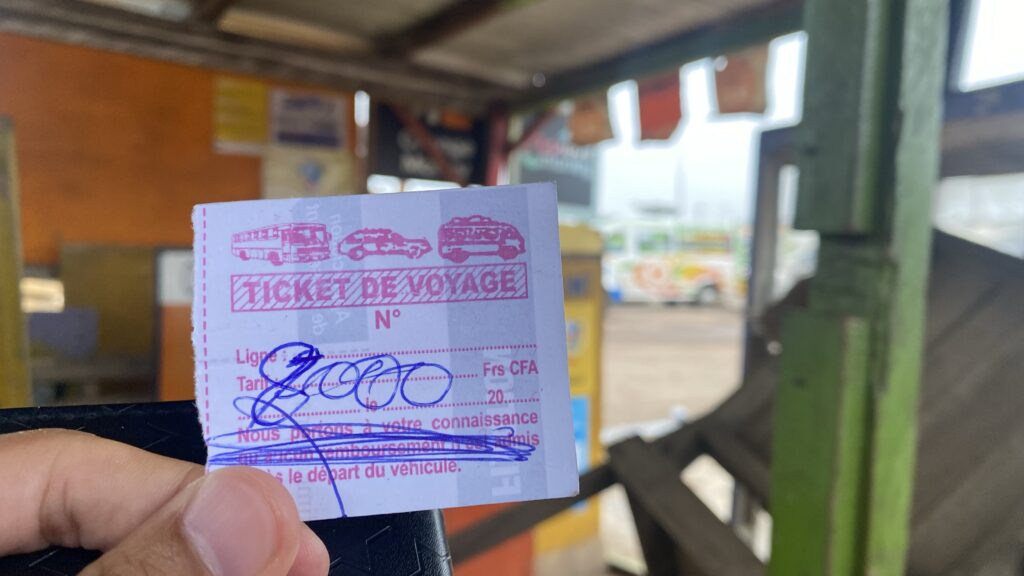 TICKET DE VOYAGE
N°
Ligne :
Tarif ........ Frs CFA
........ le ........ 20........
Nous portons à votre connaissance
remboursement n'est admis
le départ du véhicule.